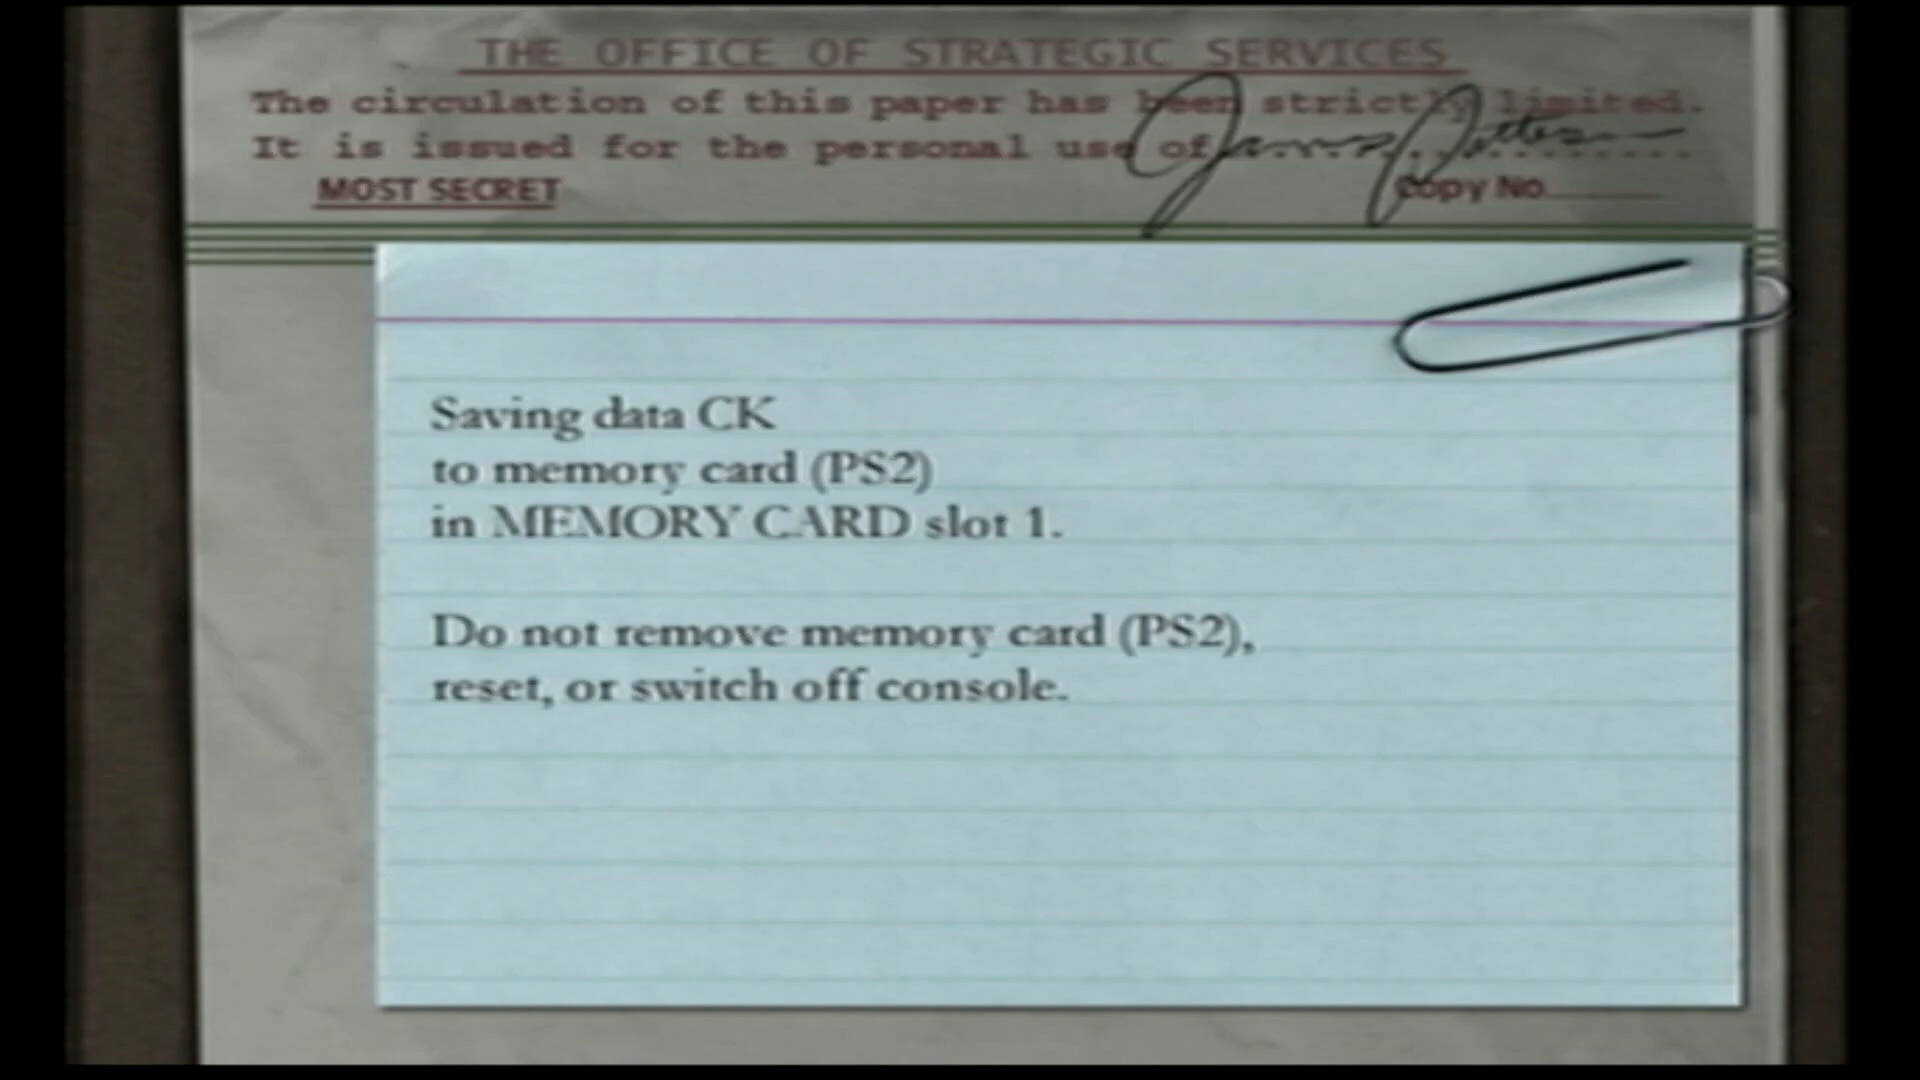 THE OFFICE OF STRATEGIC SERVICES
The circulation of this paper has been strictly limited.
It is issued for the personal use of James Patterson
MOST SECRET
Copy No
Saving data CK
to memory card (PS2)
in MEMORY CARD slot 1.
Do not remove memory card (PS2),
reset, or switch off console.